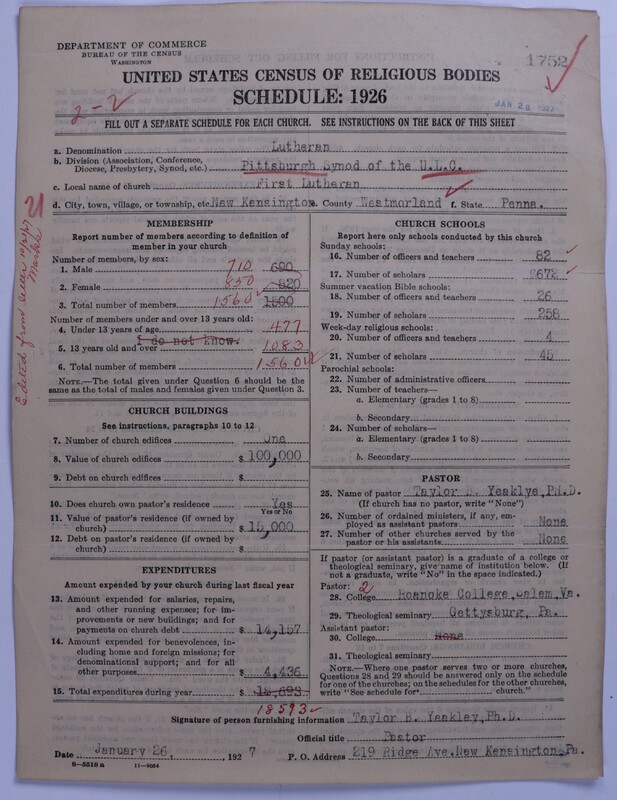 DEPARTMENT OF COMMERCE
BUREAU OF THE CENSUS
WASHINGTON
1752
UNITED STATES CENSUS OF RELIGIOUS BODIES
SCHEDULE: 1926
2-2
JAN 28 1927
FILL OUT A SEPARATE SCHEDULE FOR EACH CHURCH. SEE INSTRUCTIONS ON THE BACK OF THIS SHEET
a. Denomination Lutheran
b. Division (Association, Conference, Diocese, Presbytery, Synod, etc.) Pittsburgh Synod of the U.L.C.
c. Local name of church First Lutheran
d. City, town, village, or township, etc. New Kensington e. County Westmorland f. State Penna.
21
Edited from letter
MEMBERSHIP
Report number of members according to definition of
member in your church
Number of members, by sex:
1. Male 710 690
2. Female 850 820
3. Total number of members 1560 1500
Number of members under and over 13 years old:
4. Under 13 years of age 477
I do not know.
5. 13 years old and over 1083
6. Total number of members 1560
NOTE.—The total given under Question 6 should be
same as the total of males and females given under Question 3.
CHURCH BUILDINGS
See instructions, paragraphs 10 to 12
7. Number of church edifices One
8. Value of church edifices $ 100,000
9. Debt on church edifices $
10. Does church own pastor's residence Yes
Yes or No
11. Value of pastor's residence (if owned by
church) $ 15,000
12. Debt on pastor's residence (if owned by
church) $
EXPENDITURES
Amount expended by your church during last fiscal year
13. Amount expended for salaries, repairs,
and other running expenses; for im-
provements or new buildings; and for
payments on church debt $ 14,157
14. Amount expended for benevolences, in-
cluding home and foreign missions; for
denominational support; and for all
other purposes $ 4,436
15. Total expenditures during year $
18593
CHURCH SCHOOLS
Report here only schools conducted by this church
Sunday schools:
16. Number of officers and teachers 82
17. Number of scholars 672
Summer vacation Bible schools:
18. Number of officers and teachers 26
19. Number of scholars 258
Week-day religious schools:
20. Number of officers and teachers 4
21. Number of scholars 45
Parochial schools:
22. Number of administrative officers
23. Number of teachers—
a. Elementary (grades 1 to 8)
b. Secondary
24. Number of scholars—
a. Elementary (grades 1 to 8)
b. Secondary
PASTOR
25. Name of pastor Taylor B. Yeaklye, PH.D.
(If church has no pastor, write "None")
26. Number of ordained ministers, if any, em-
ployed as assistant pastors None
27. Number of other churches served by the
pastor or his assistants None
If pastor (or assistant pastor) is a graduate of a college or
theological seminary, give name of institution below. (If
not a graduate, write "No" in the space indicated.)
Pastor: 2
28. College Roanoke College, Salem, Va.
29. Theological seminary Gettysburg, Pa.
Assistant pastor:
30. College None
31. Theological seminary
NOTE.—Where one pastor serves two or more churches,
Questions 28 and 29 should be answered only on the schedule
for one of the churches; on the schedules for the other churches,
write "See schedule for church."
Signature of person furnishing information Taylor B. Yeakley, Ph.D.
Official title Pastor
Date January 26, 1927 P. O. Address 219 Ridge Ave. New Kensington, Pa.
8—5518 a 11—9054